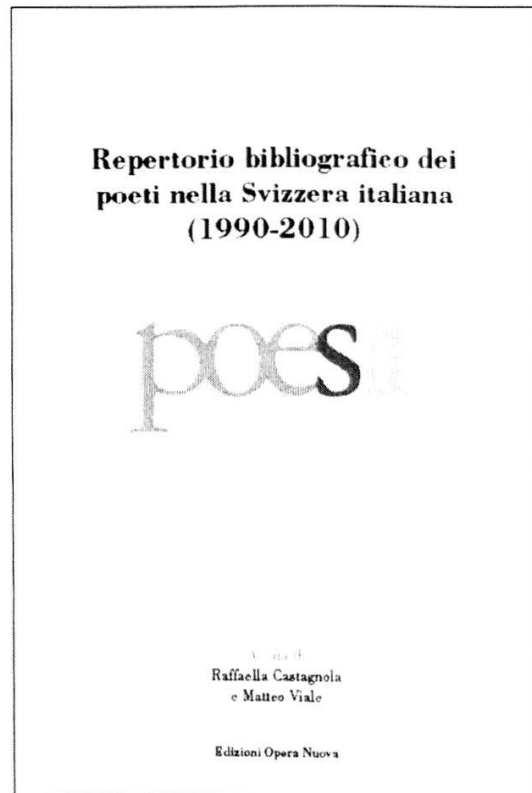 Repertorio bibliografico dei
poeti nella Svizzera italiana
(1990-2010)
poes
Raffaella Castagnola
e Matteo Viale
Edizioni Opera Nuova